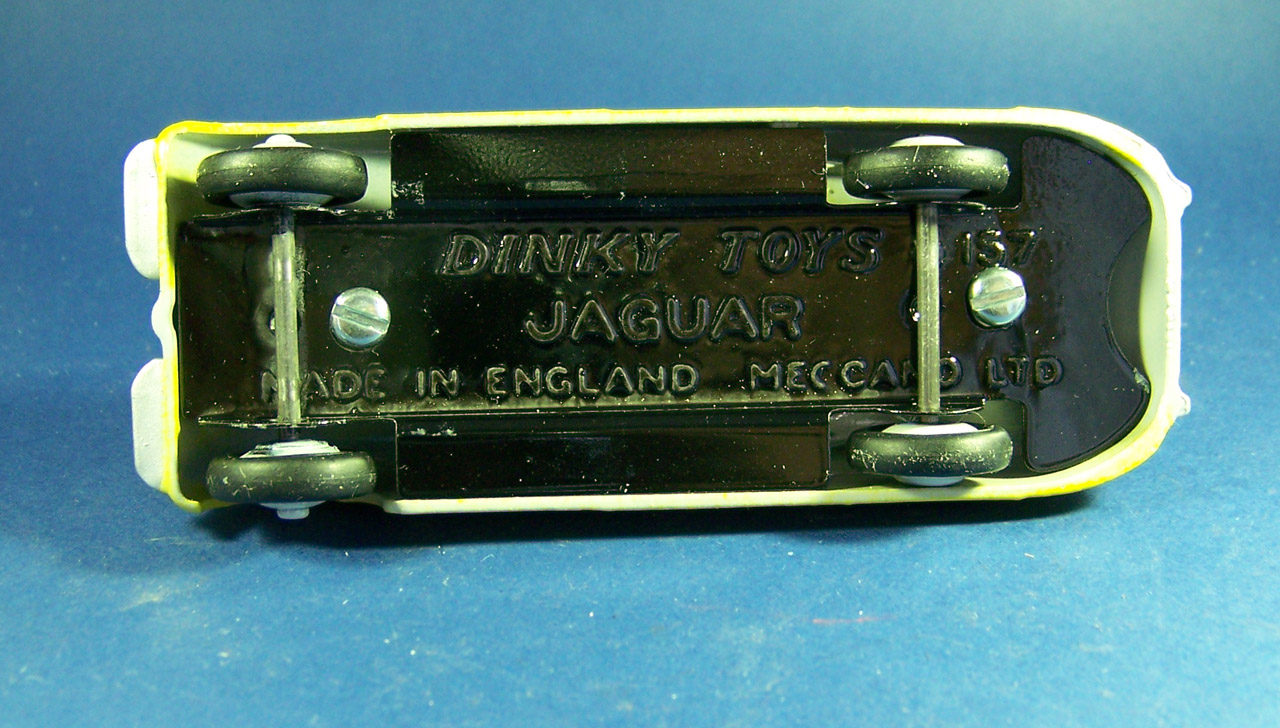 DINKY TOYS 157
JAGUAR
MADE IN ENGLAND MECCANO LTD